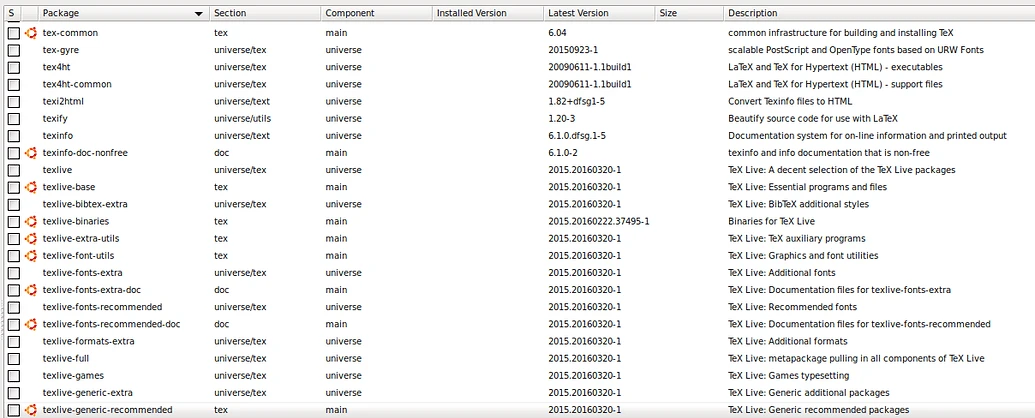 S Package Section Component Installed Version Latest Version Size Description
tex-common tex main 6.04 common infrastructure for building and installing TeX
tex-gyre universe/tex universe 20150923-1 scalable PostScript and OpenType fonts based on URW Fonts
tex4ht universe/tex universe 20090611-1.1build1 LaTeX and TeX for Hypertext (HTML) - executables
tex4ht-common universe/tex universe 20090611-1.1build1 LaTeX and TeX for Hypertext (HTML) - support files
texi2html universe/text universe 1.82+dfsg1-5 Convert Texinfo files to HTML
texify universe/utils universe 1.20-3 Beautify source code for use with LaTeX
texinfo universe/text universe 6.1.0.dfsg.1-5 Documentation system for on-line information and printed output
texinfo-doc-nonfree doc main 6.1.0-2 texinfo and info documentation that is non-free
texlive universe/tex universe 2015.20160320-1 TeX Live: A decent selection of the TeX Live packages
texlive-base tex main 2015.20160320-1 TeX Live: Essential programs and files
texlive-bibtex-extra universe/tex universe 2015.20160320-1 TeX Live: BibTeX additional styles
texlive-binaries tex main 2015.20160222.37495-1 Binaries for TeX Live
texlive-extra-utils tex main 2015.20160320-1 TeX Live: TeX auxiliary programs
texlive-font-utils tex main 2015.20160320-1 TeX Live: Graphics and font utilities
texlive-fonts-extra universe/tex universe 2015.20160320-1 TeX Live: Additional fonts
texlive-fonts-extra-doc doc main 2015.20160320-1 TeX Live: Documentation files for texlive-fonts-extra
texlive-fonts-recommended universe/tex universe 2015.20160320-1 TeX Live: Recommended fonts
texlive-fonts-recommended-doc doc main 2015.20160320-1 TeX Live: Documentation files for texlive-fonts-recommended
texlive-formats-extra universe/tex universe 2015.20160320-1 TeX Live: Additional formats
texlive-full universe/tex universe 2015.20160320-1 TeX Live: metapackage pulling in all components of TeX Live
texlive-games universe/tex universe 2015.20160320-1 TeX Live: Games typesetting
texlive-generic-extra universe/tex universe 2015.20160320-1 TeX Live: Generic additional packages
texlive-generic-recommended tex main 2015.20160320-1 TeX Live: Generic recommended packages